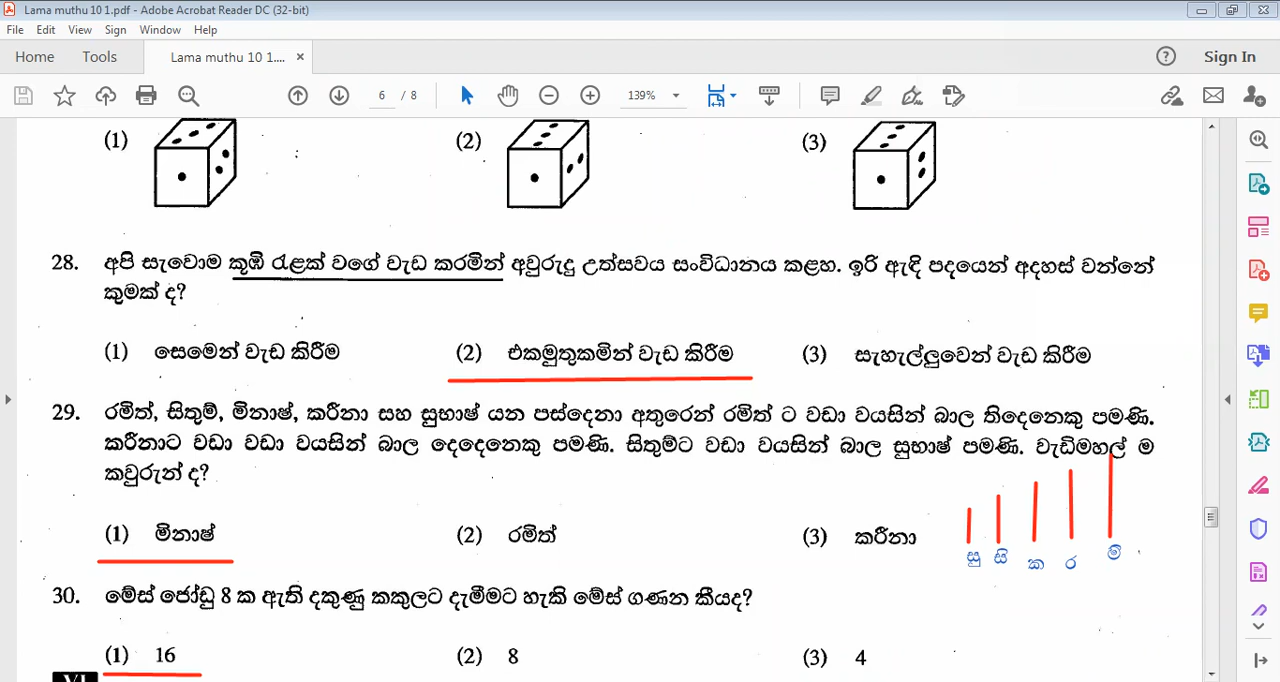 Lama muthu 10 1.pdf - Adobe Acrobat Reader DC (32-bit)
File Edit View Sign Window Help
Home Tools Lama muthu 10 1.... × Sign In
6 / 8 139%
(1) (2) (3)
28. අපි සැවොම කූඹි රැළක් වගේ වැඩ කරමින් අවුරුදු උත්සවය සංවිධානය කළහ. ඉරි ඇඳි පදයෙන් අදහස් වන්නේ
කුමක් ද?
(1) සෙමෙන් වැඩ කිරීම (2) එකමුතුකමින් වැඩ කිරීම (3) සැහැල්ලුවෙන් වැඩ කිරීම
29. රමිත්, සිතුම්, මිනාෂ්, කරීනා සහ සුභාෂ් යන පස්දෙනා අතුරෙන් රමිත් ට වඩා වයසින් බාල තිදෙනෙකු පමණි.
කරීනාට වඩා වඩා වයසින් බාල දෙදෙනෙකු පමණි. සිතුම්ට වඩා වයසින් බාල සුභාෂ් පමණි. වැඩිමහල් ම
කවුරුන් ද?
(1) මිනාෂ් (2) රමිත් (3) කරීනා
සු සි ක ර මි
30. මේස් ජෝඩු 8 ක ඇති දකුණු කකුලට දැමීමට හැකි මේස් ගණන කීයද?
(1) 16 (2) 8 (3) 4
VI